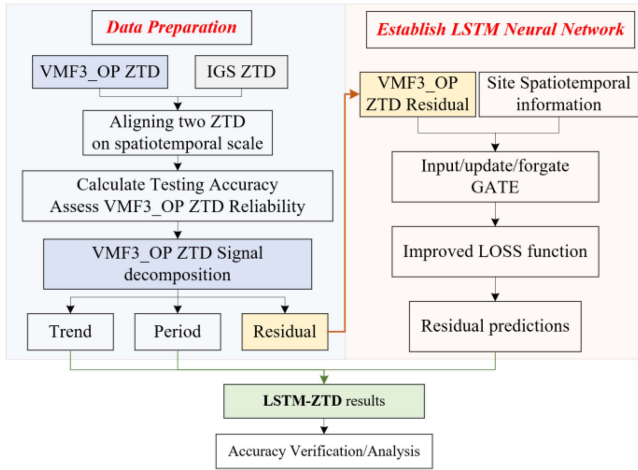 Data Preparation
VMF3_OP ZTD
IGS ZTD
Aligning two ZTD
on spatiotemporal scale
Calculate Testing Accuracy
Assess VMF3_OP ZTD Reliability
VMF3_OP ZTD Signal
decomposition
Trend
Period
Residual
Establish LSTM Neural Network
VMF3_OP
ZTD Residual
Site Spatiotemporal
information
Input/update/forgate
GATE
Improved LOSS function
Residual predictions
LSTM-ZTD results
Accuracy Verification/Analysis